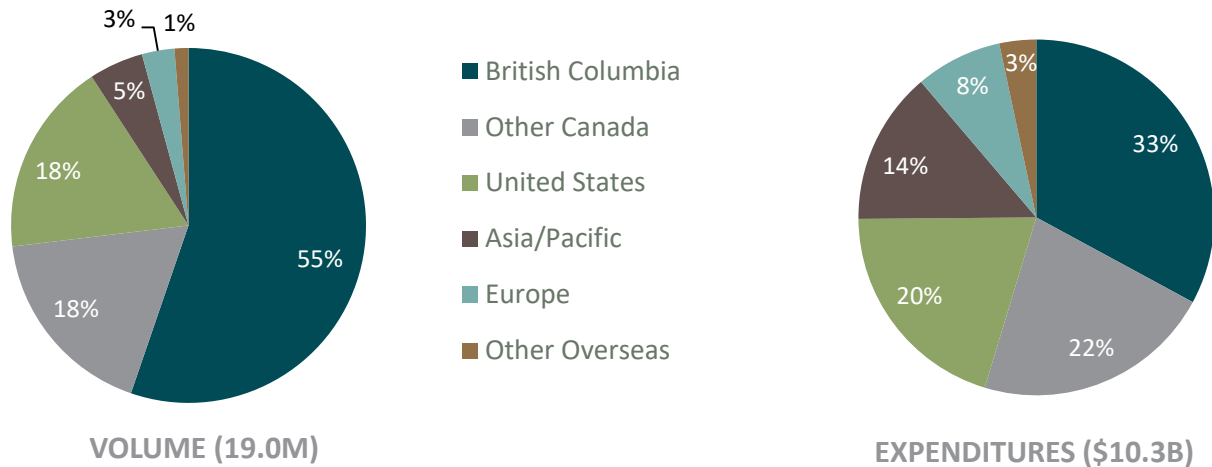 3%
1%
5%
18%
18%
55%
VOLUME (19.0M)
British Columbia
Other Canada
United States
Asia/Pacific
Europe
Other Overseas
3%
8%
14%
20%
22%
33%
EXPENDITURES ($10.3B)